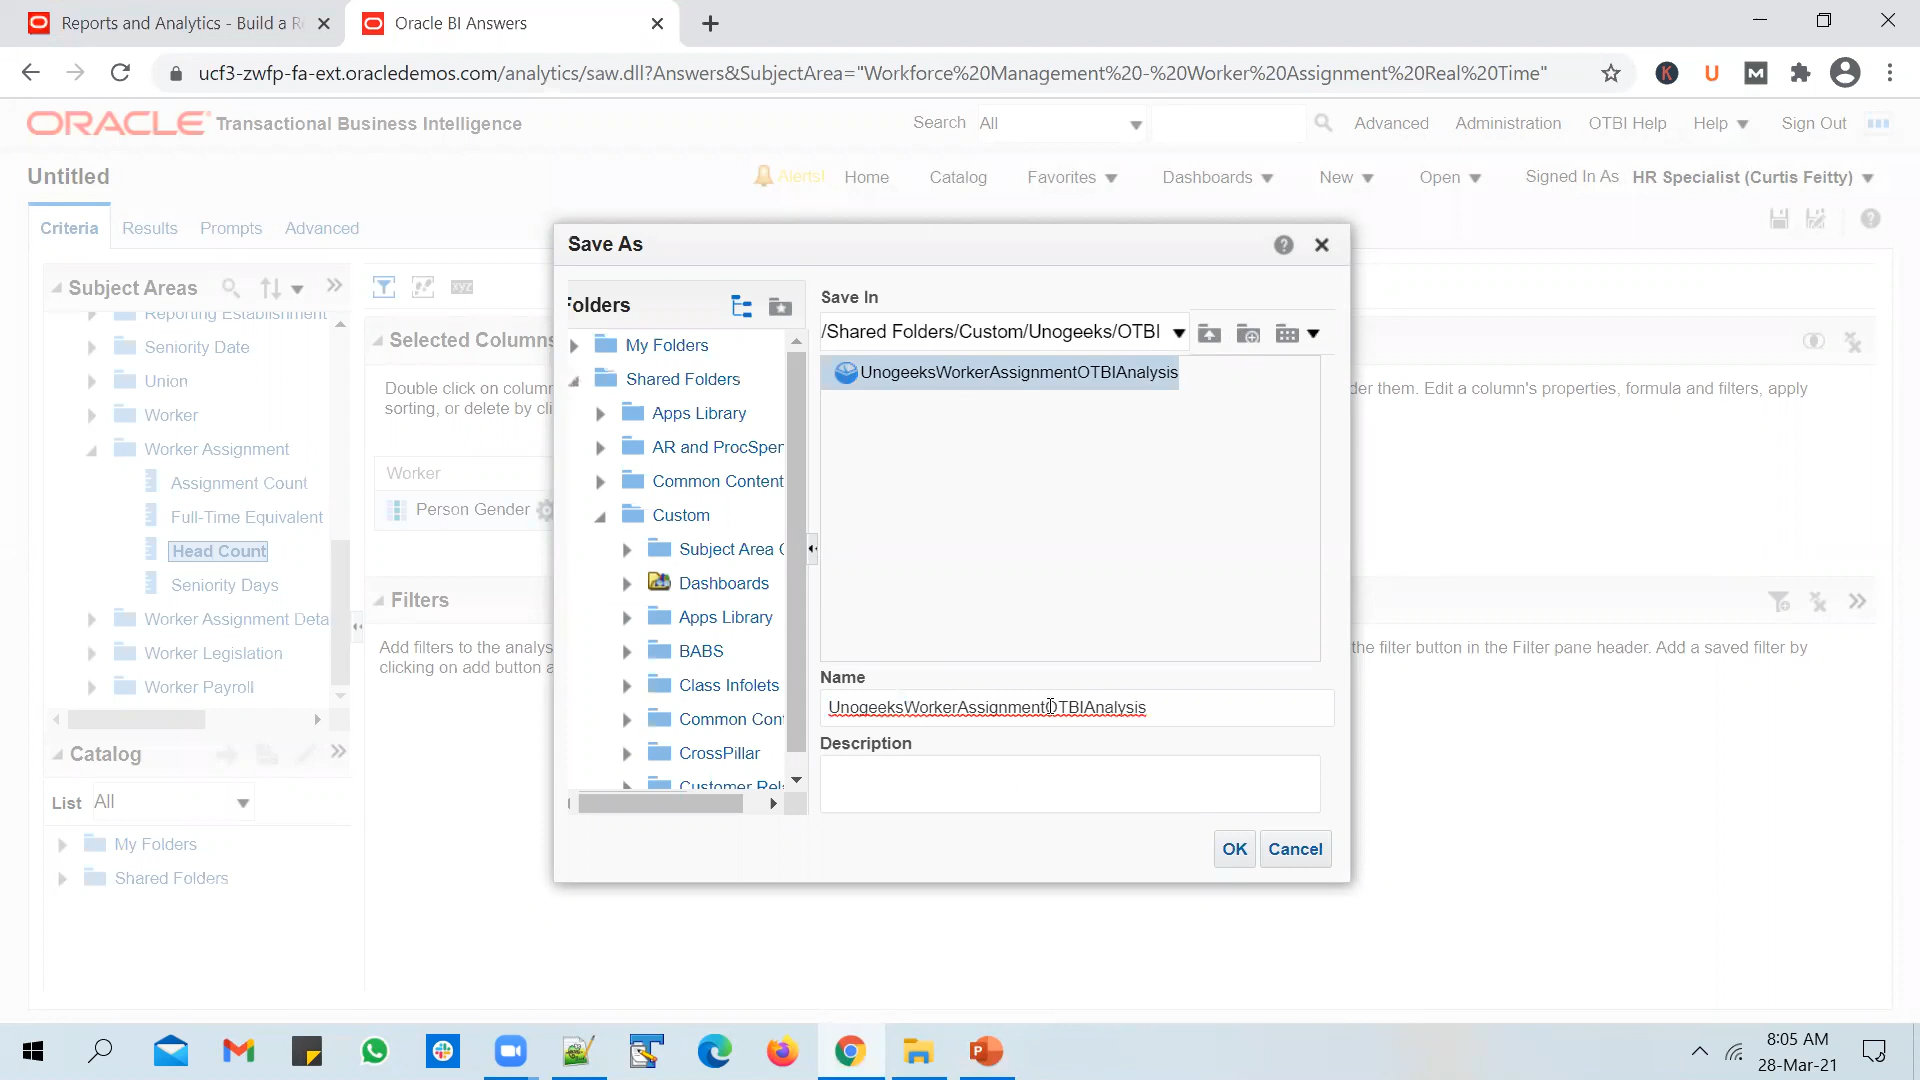 Reports and Analytics - Build a Re
Oracle BI Answers
ucf3-zwfp-fa-ext.oracledemos.com/analytics/saw.dll?Answers&SubjectArea="Workforce%20Management%20-%20Worker%20Assignment%20Real%20Time"
ORACLE Transactional Business Intelligence
Search All
Advanced Administration OTBI Help Help Sign Out
Untitled
Alerts! Home Catalog Favorites Dashboards New Open Signed In As HR Specialist (Curtis Feitty)
Criteria Results Prompts Advanced
Subject Areas
Reporting Establishment
Seniority Date
Union
Worker
Worker Assignment
Assignment Count
Full-Time Equivalent
Head Count
Seniority Days
Worker Assignment Deta
Worker Legislation
Worker Payroll
Catalog
List All
My Folders
Shared Folders
Selected Columns
Double click on column
sorting, or delete by cli
der them. Edit a column's properties, formula and filters, apply
Worker
Person Gender
Filters
Add filters to the analys
clicking on add button a
the filter button in the Filter pane header. Add a saved filter by
Save As
Folders
My Folders
Shared Folders
Apps Library
AR and ProcSpen
Common Content
Custom
Subject Area C
Dashboards
Apps Library
BABS
Class Infolets
Common Con
CrossPillar
Customer Rel
Save In
/Shared Folders/Custom/Unogeeks/OTBI
UnogeeksWorkerAssignmentOTBIAnalysis
Name
UnogeeksWorkerAssignmentOTBIAnalysis
Description
OK Cancel
8:05 AM
28-Mar-21